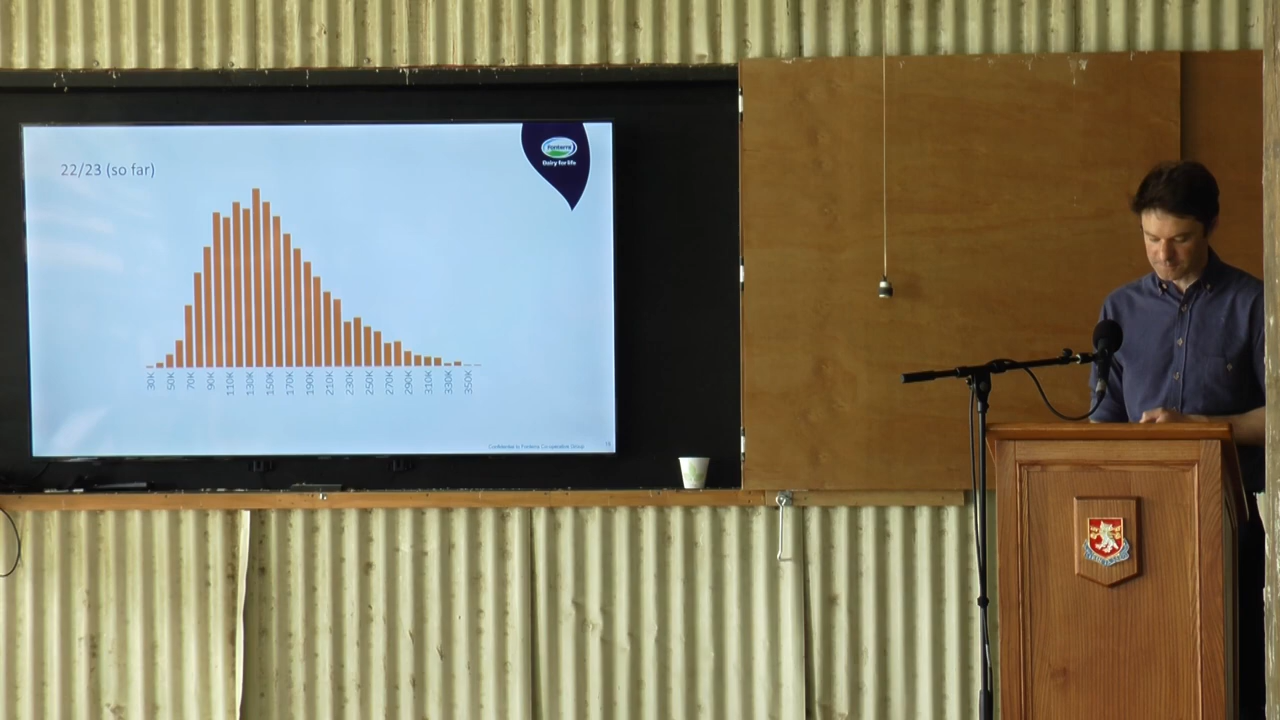 22/23 (so far)
Fonterra
Dairy for life
30K 50K 70K 90K 110K 130K 150K 170K 190K 210K 230K 250K 270K 290K 310K 330K 350K
Confidential to Fonterra Co-operative Group